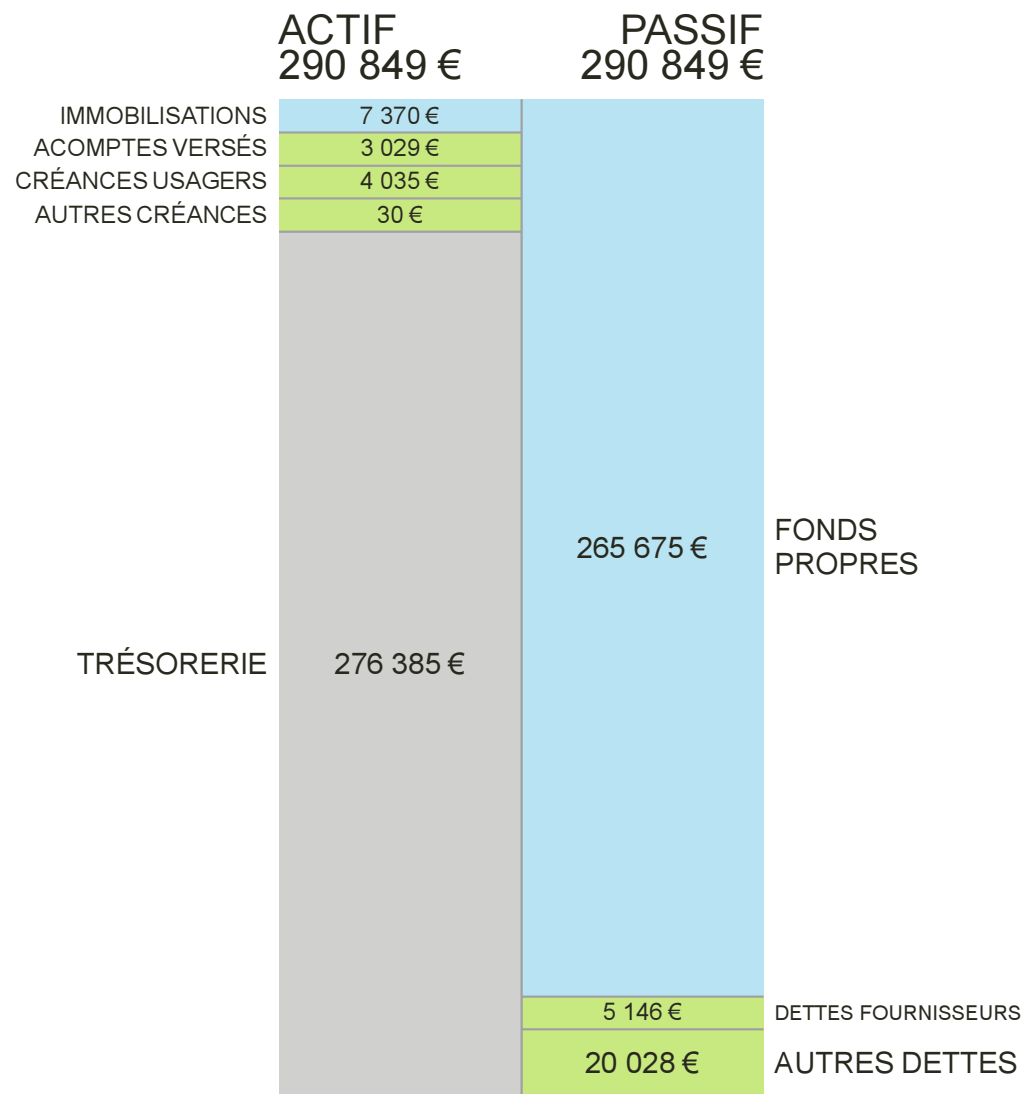 ACTIF
290 849 €
PASSIF
290 849 €
IMMOBILISATIONS
7 370 €
ACOMPTES VERSÉS
3 029 €
CRÉANCES USAGERS
4 035 €
AUTRES CRÉANCES
30 €
TRÉSORERIE
276 385 €
265 675 €
FONDS
PROPRES
5 146 €
DETTES FOURNISSEURS
20 028 €
AUTRES DETTES